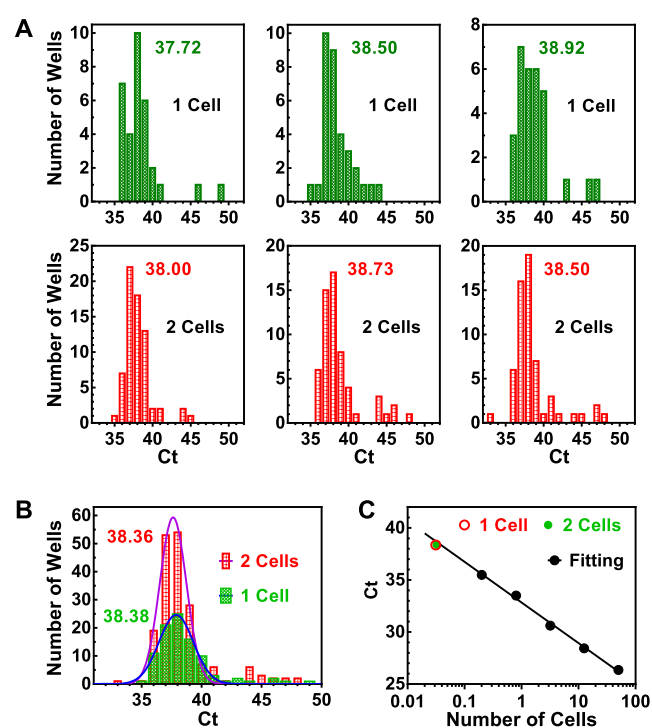 A
Number of Wells
10
8
6
4
2
0
37.72
1 Cell
35 40 45 50
10
8
6
4
2
0
38.50
1 Cell
35 40 45 50
8
6
4
2
0
38.92
1 Cell
35 40 45 50
Number of Wells
25
20
15
10
5
0
38.00
2 Cells
35 40 45 50
Ct
20
15
10
5
0
38.73
2 Cells
35 40 45 50
Ct
20
15
10
5
0
38.50
2 Cells
35 40 45 50
Ct
B
Number of Wells
60
50
40
30
20
10
0
38.36
38.38
2 Cells
1 Cell
35 40 45 50
Ct
C
Ct
40
35
30
25
1 Cell
2 Cells
Fitting
0.01 0.1 1 10 100
Number of Cells